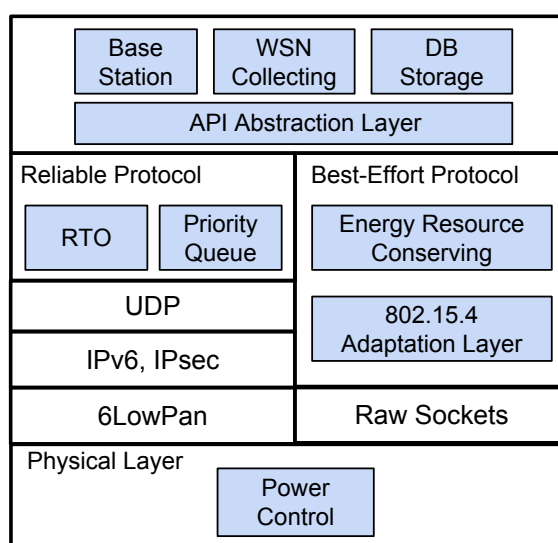 Base
Station
WSN
Collecting
DB
Storage
API Abstraction Layer
Reliable Protocol
RTO
Priority
Queue
UDP
IPv6, IPsec
6LowPan
Best-Effort Protocol
Energy Resource
Conserving
802.15.4
Adaptation Layer
Raw Sockets
Physical Layer
Power
Control